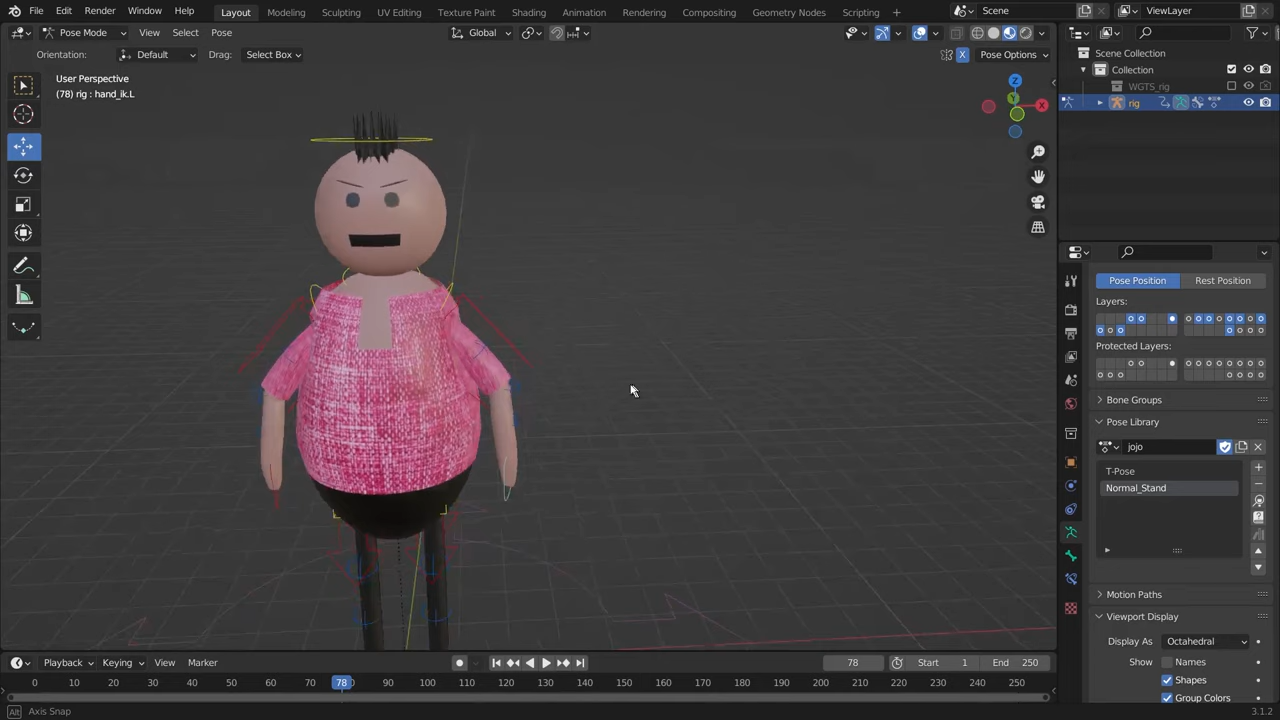 File Edit Render Window Help Layout Modeling Sculpting UV Editing Texture Paint Shading Animation Rendering Compositing Geometry Nodes Scripting + Scene ViewLayer
Pose Mode View Select Pose Global
Orientation: Default Drag: Select Box X Pose Options
User Perspective
(78) rig : hand_ik.L
Z
Y
X
Scene Collection
Collection
WGTS_rig
rig
Pose Position Rest Position
Layers:
Protected Layers:
Bone Groups
Pose Library
jojo
T-Pose
Normal_Stand
Motion Paths
Viewport Display
Display As Octahedral
Show Names
Shapes
Group Colors
Playback Keying View Marker 78 Start 1 End 250
0 10 20 30 40 50 60 70 78 80 90 100 110 120 130 140 150 160 170 180 190 200 210 220 230 240 250
Alt Axis Snap 3.1.2